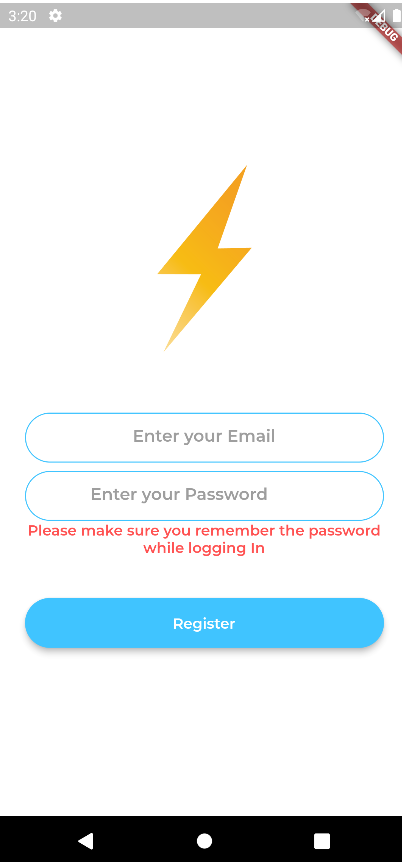 3:20
DEBUG
Enter your Email
Enter your Password
Please make sure you remember the password
while logging In
Register